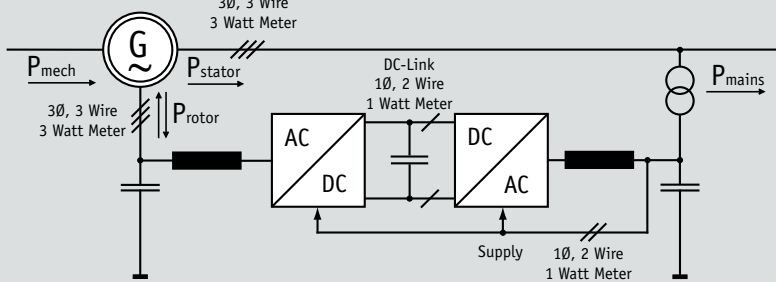 3Ø, 3 Wire
3 Watt Meter
G
~
Pmech
Pstator
DC-Link
1Ø, 2 Wire
1 Watt Meter
Pmains
3Ø, 3 Wire
3 Watt Meter
Protor
AC
DC
DC
AC
Supply
1Ø, 2 Wire
1 Watt Meter